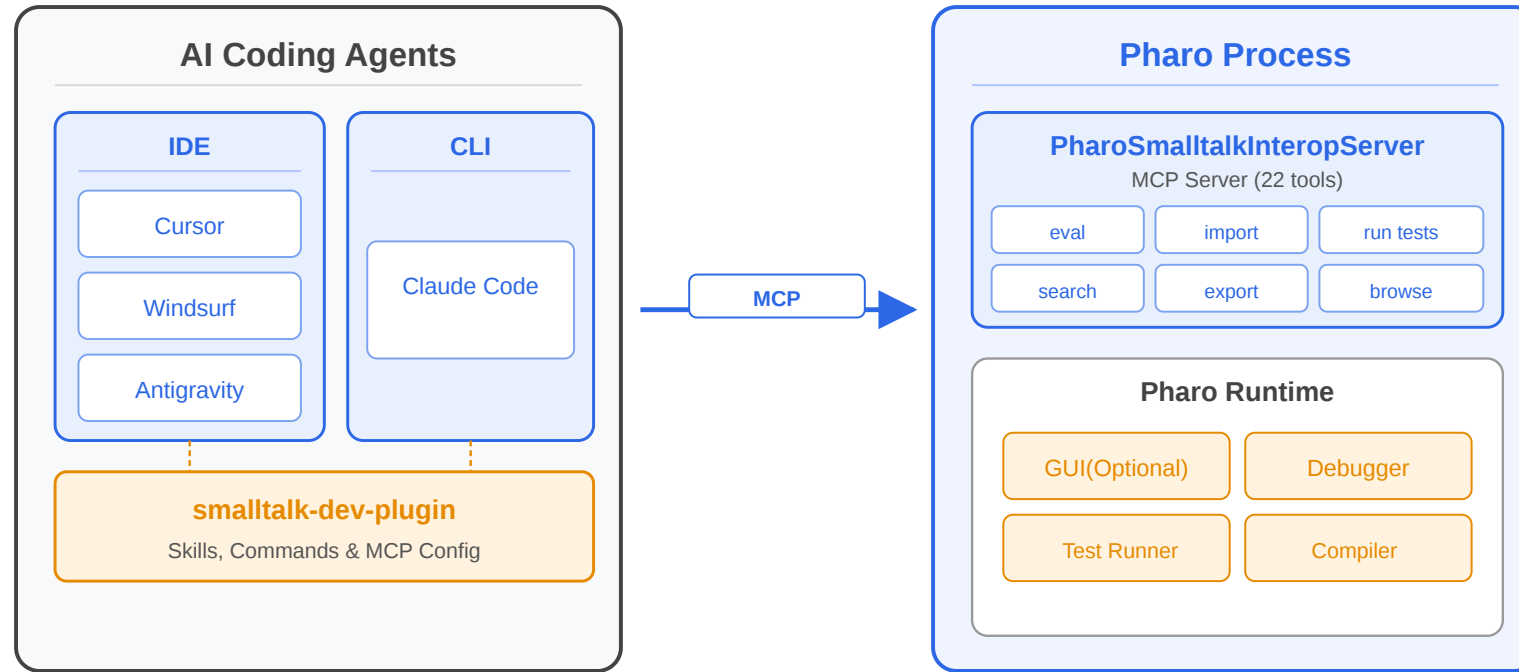 AI Coding Agents
IDE
Cursor
Windsurf
Antigravity
CLI
Claude Code
smalltalk-dev-plugin
Skills, Commands & MCP Config
MCP
Pharo Process
PharoSmalltalkInteropServer
MCP Server (22 tools)
eval
import
run tests
search
export
browse
Pharo Runtime
GUI(Optional)
Debugger
Test Runner
Compiler